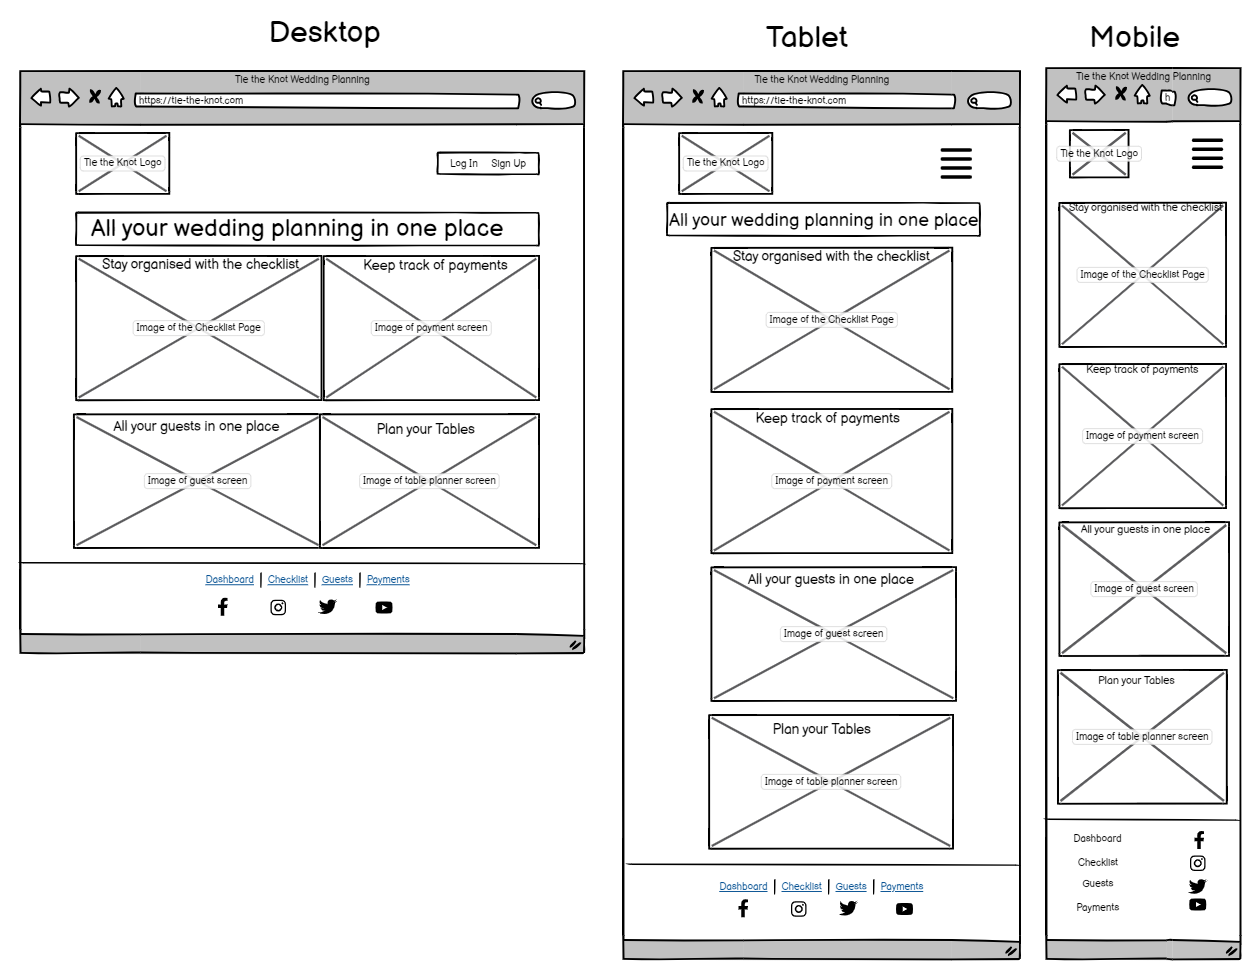 Desktop
Tie the Knot Wedding Planning
https://tie-the-knot.com
Tie the Knot Logo
Log In Sign Up
All your wedding planning in one place
Stay organised with the checklist
Image of the Checklist Page
Keep track of payments
Image of payment screen
All your guests in one place
Image of guest screen
Plan your Tables
Image of table planner screen
Dashboard | Checklist | Guests | Payments
Tablet
Tie the Knot Wedding Planning
https://tie-the-knot.com
Tie the Knot Logo
All your wedding planning in one place
Stay organised with the checklist
Image of the Checklist Page
Keep track of payments
Image of payment screen
All your guests in one place
Image of guest screen
Plan your Tables
Image of table planner screen
Dashboard | Checklist | Guests | Payments
Mobile
Tie the Knot Wedding Planning
h
Tie the Knot Logo
Stay organised with the checklist
Image of the Checklist Page
Keep track of payments
Image of payment screen
All your guests in one place
Image of guest screen
Plan your Tables
Image of table planner screen
Dashboard
Checklist
Guests
Payments